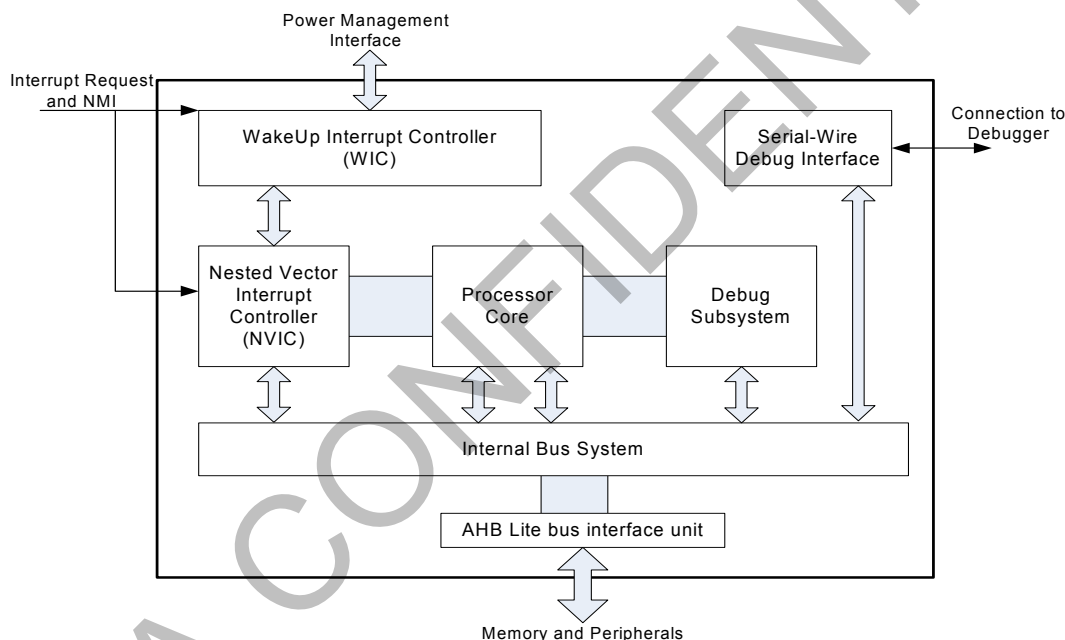 Power Management
Interface
Interrupt Request
and NMI
WakeUp Interrupt Controller
(WIC)
Serial-Wire
Debug Interface
Connection to
Debugger
Nested Vector
Interrupt
Controller
(NVIC)
Processor
Core
Debug
Subsystem
Internal Bus System
AHB Lite bus interface unit
Memory and Peripherals
A CONFIDENT